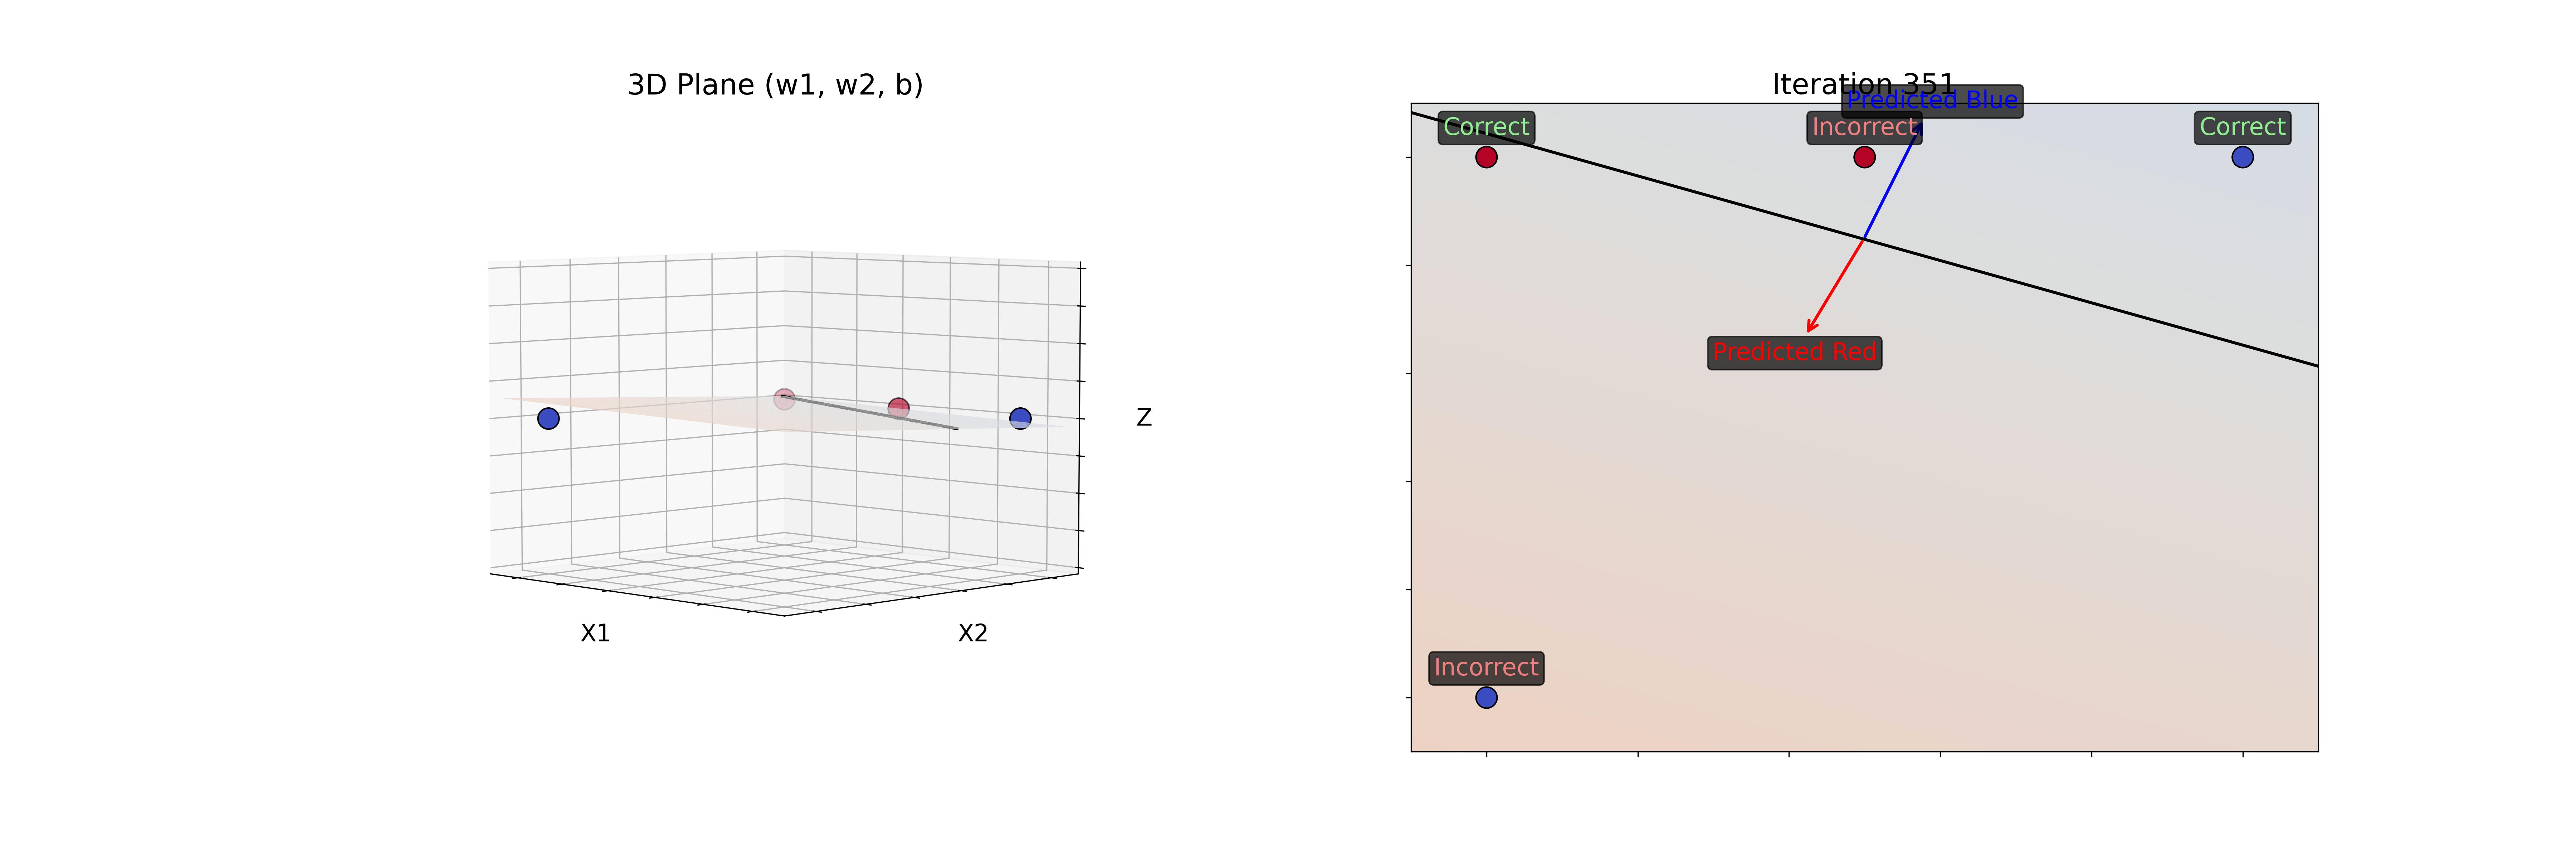 3D Plane (w1, w2, b)
Z
X1
X2
Iteration 351
Predicted Blue
Correct
Incorrect
Correct
Predicted Red
Incorrect